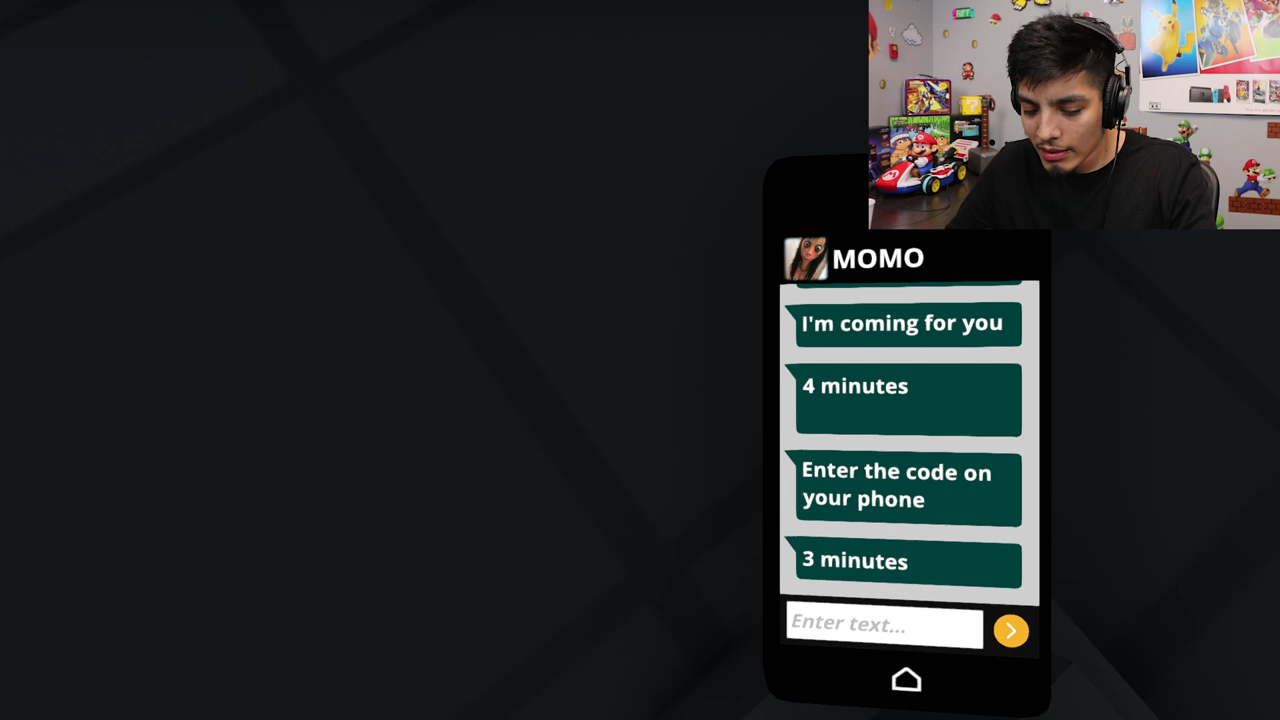 MOMO
I'm coming for you
4 minutes
Enter the code on
your phone
3 minutes
Enter text...